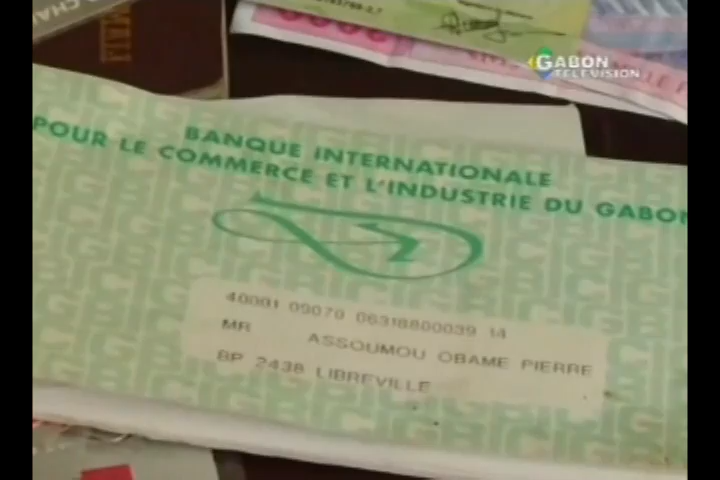 GABON
TELEVISION
BANQUE INTERNATIONALE
POUR LE COMMERCE ET L'INDUSTRIE DU GABON
40001 09070 06318800039 14
MR ASSOUMOU OBAME PIERRE
BP 2438 LIBREVILLE